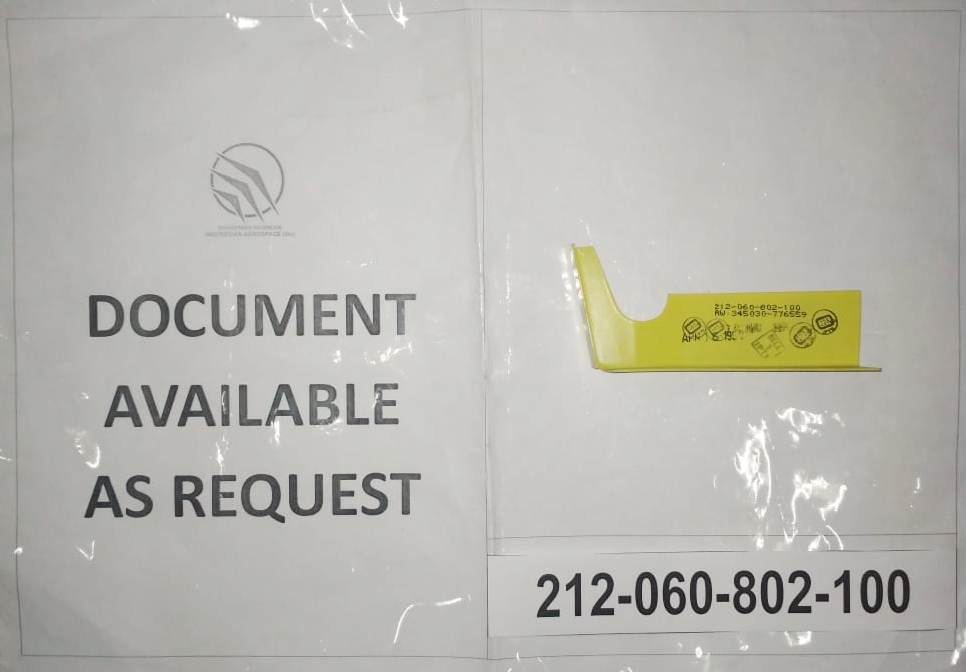 DOCUMENT
AVAILABLE
AS REQUEST
212-060-802-100
AW 345030-776559
212-060-802-100